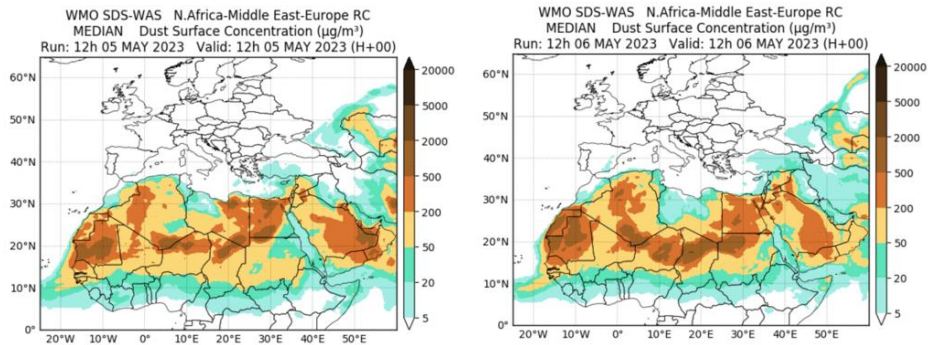 WMO SDS-WAS N.Africa-Middle East-Europe RC
MEDIAN Dust Surface Concentration (µg/m³)
Run: 12h 05 MAY 2023 Valid: 12h 05 MAY 2023 (H+00)
60°N
50°N
40°N
30°N
20°N
10°N
0°
20°W
10°W
0°
10°E
20°E
30°E
40°E
50°E
20000
5000
2000
500
200
50
20
5
WMO SDS-WAS N.Africa-Middle East-Europe RC
MEDIAN Dust Surface Concentration (µg/m³)
Run: 12h 06 MAY 2023 Valid: 12h 06 MAY 2023 (H+00)
60°N
50°N
40°N
30°N
20°N
10°N
0°
20°W
10°W
0°
10°E
20°E
30°E
40°E
50°E
20000
5000
2000
500
200
50
20
5